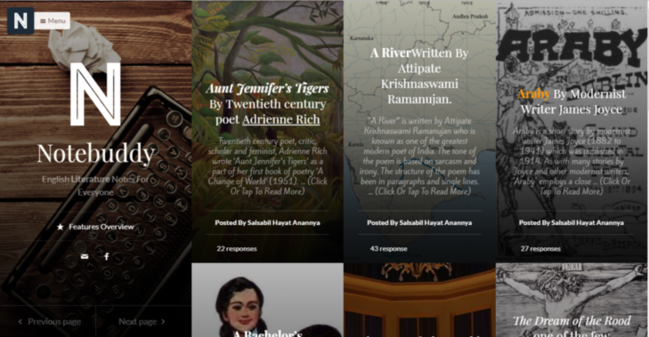 N
Menu
N
Notebuddy
English Literature Notes For
Everyone
★ Features Overview
Previous page
Next page
Aunt Jennifer's Tigers
By Twentieth century
poet Adrienne Rich
Twentieth century poet, critic,
scholar and feminist, Adrienne Rich
wrote 'Aunt Jennifer's Tigers' as a
part of her first book of poetry 'A
Change of World' (1951). ... (Click
Or Tap To Read More)
Posted By Salsabil Hayat Anannya
22 responses
Andhra Pradesh
Karnataka
A RiverWritten By
Attipate
Krishnaswami
Ramanujan.
"A River" is written by Attipate
Krishnaswami Ramanujan who is
known as one of the greatest
modern poet of India. The tone of
the poem is based on sarcasm and
irony. The structure of the poem has
been in paragraphs and single lines.
... (Click Or Tap To Read More)
Posted By Salsabil Hayat Anannya
43 response
ADMISSION - ONE SHILLING.
ARABY
DUBLIN
Araby By Modernist
Writer James Joyce
Araby is a short story by modernist
writer James Joyce (1882 to
1941) which was published in
1914. As with many stories by
Joyce and other modernist writers,
'Araby' employs a close ... (Click Or
Tap To Read More)
Posted By Salsabil Hayat Anannya
27 responses
A Bachelor's
The Dream of the Rood
one of the few